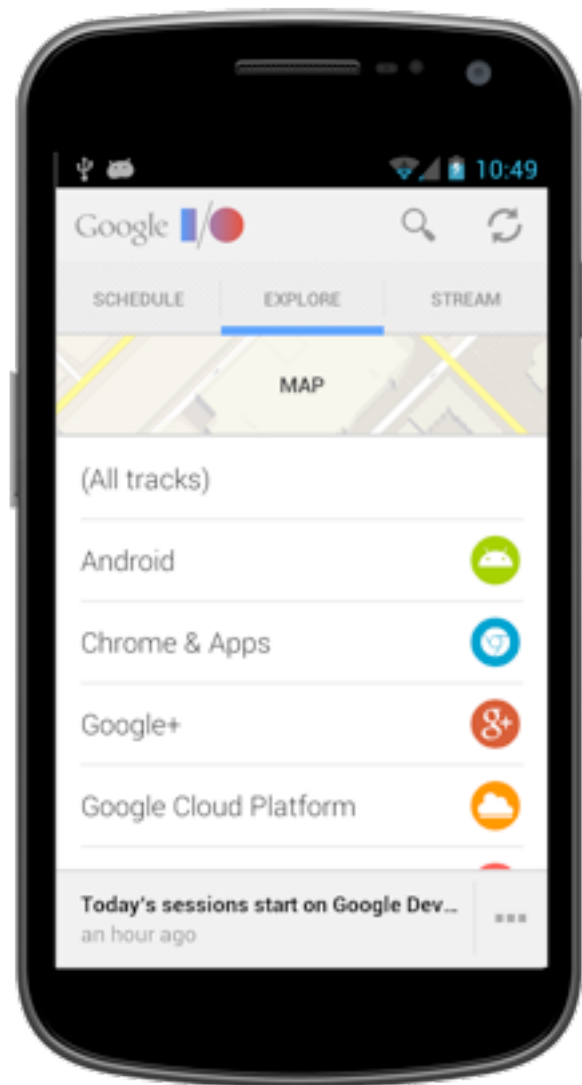 10:49
Google I/O
SCHEDULE EXPLORE STREAM
MAP
(All tracks)
Android
Chrome & Apps
Google+
g+
Google Cloud Platform
Today's sessions start on Google Dev...
an hour ago